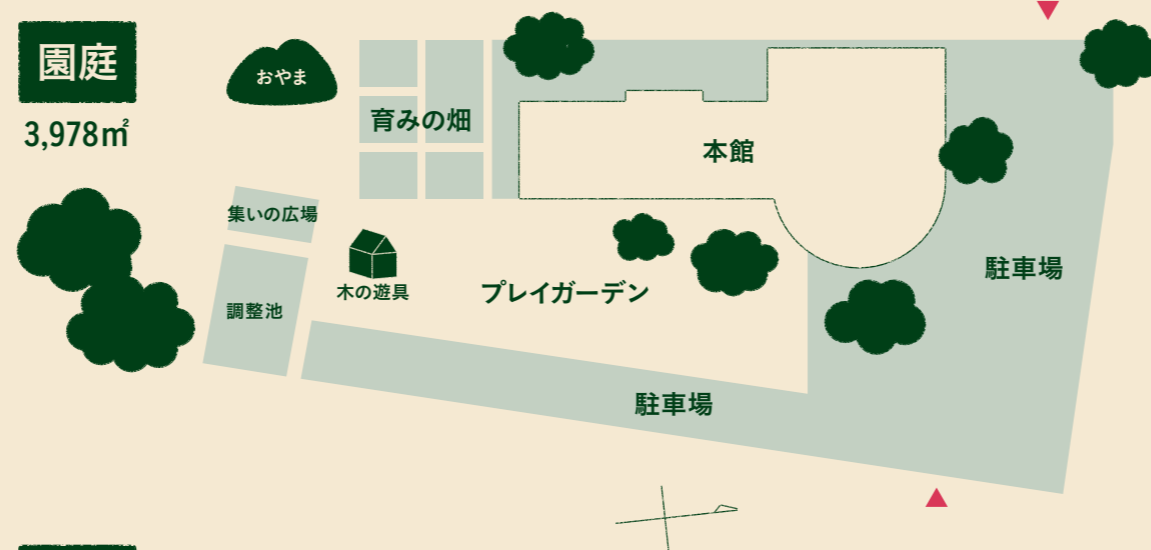 園庭
3,978㎡
おやま
育みの畑
本館
集いの広場
調整池
木の遊具
プレイガーデン
駐車場
駐車場